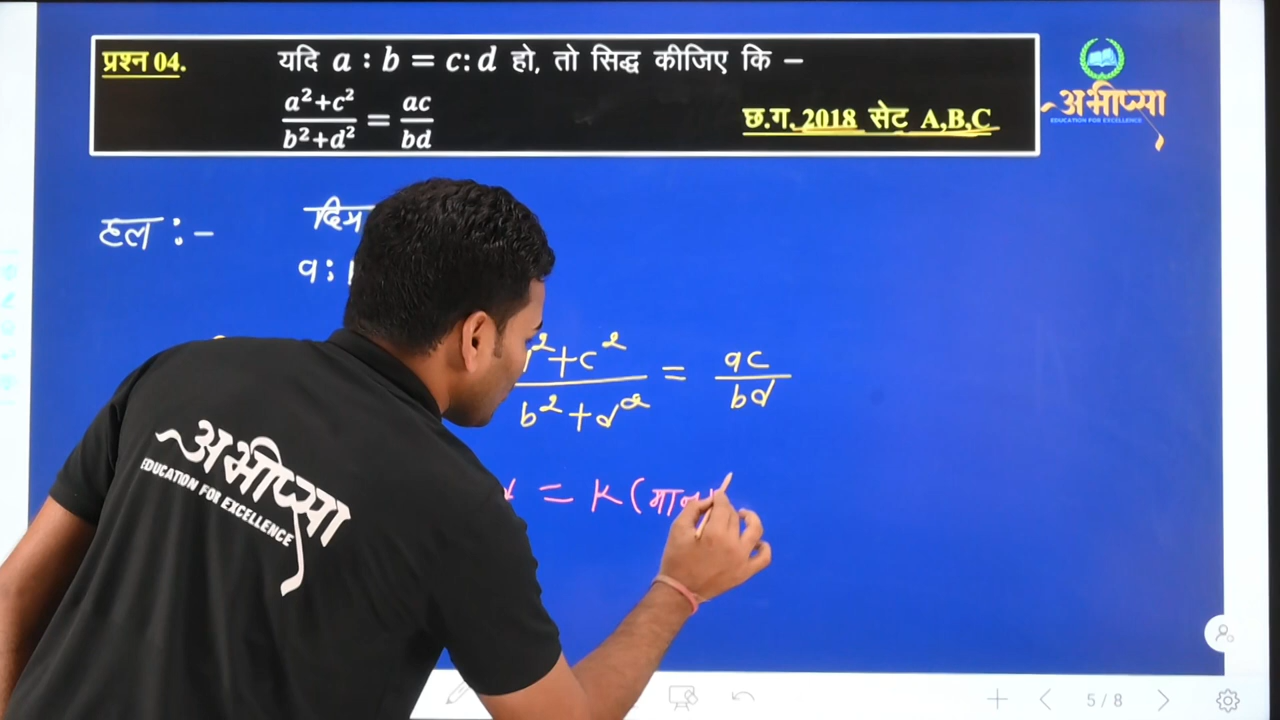 प्रश्न 04. यदि a : b = c: d हो, तो सिद्ध कीजिए कि –
a²+c²/b²+d² = ac/bd
छ.ग. 2018 सेट A,B,C
अभीप्सा
EDUCATION FOR EXCELLENCE
हल :-
a² + c² / b² + d² = ac / bd
= K (मान
अभीप्सा
EDUCATION FOR EXCELLENCE
5 / 8